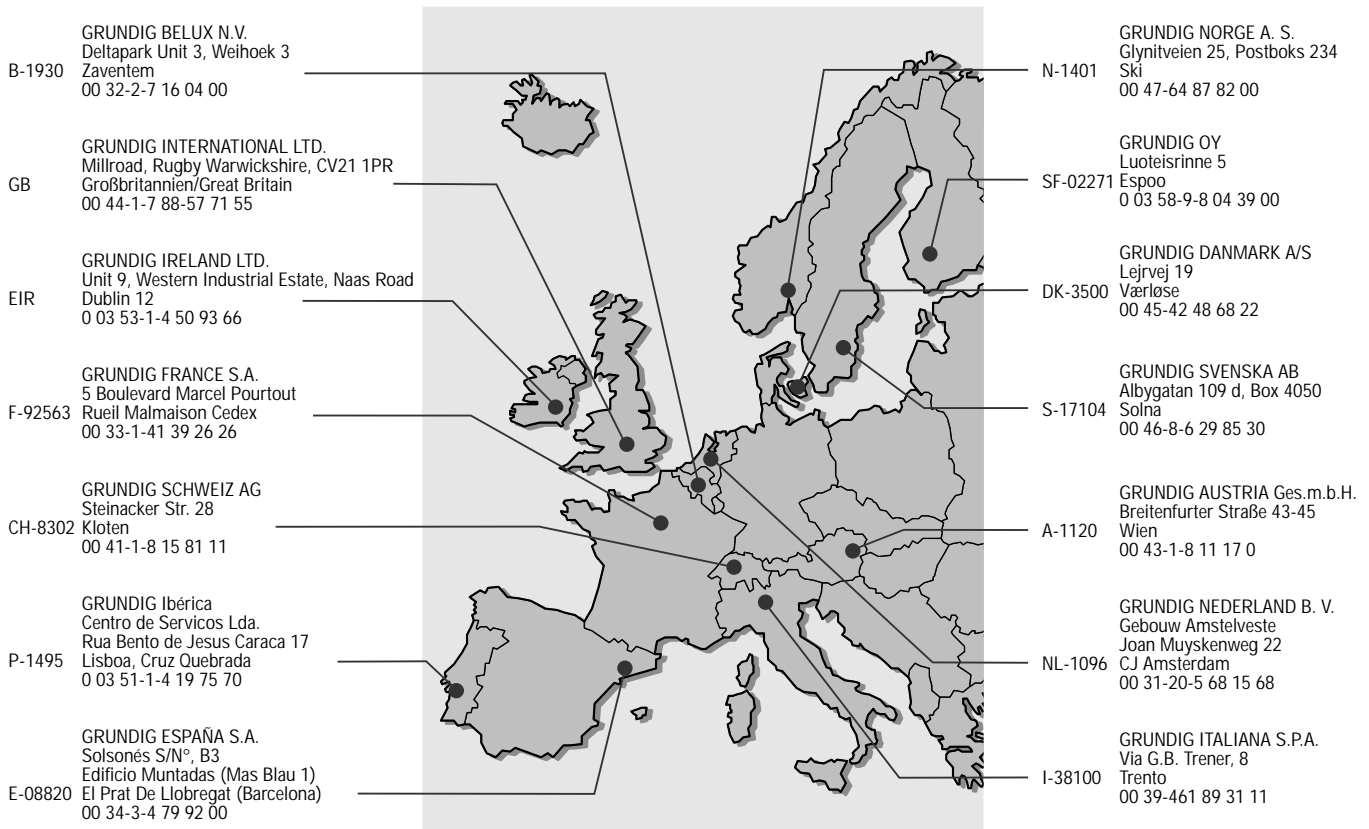 GRUNDIG BELUX N.V.
Deltapark Unit 3, Weihoek 3
B-1930 Zaventem
00 32-2-7 16 04 00
GRUNDIG INTERNATIONAL LTD.
Millroad, Rugby Warwickshire, CV21 1PR
GB Großbritannien/Great Britain
00 44-1-7 88-57 71 55
GRUNDIG IRELAND LTD.
Unit 9, Western Industrial Estate, Naas Road
EIR Dublin 12
0 03 53-1-4 50 93 66
GRUNDIG FRANCE S.A.
5 Boulevard Marcel Pourtout
F-92563 Rueil Malmaison Cedex
00 33-1-41 39 26 26
GRUNDIG SCHWEIZ AG
Steinacker Str. 28
CH-8302 Kloten
00 41-1-8 15 81 11
GRUNDIG Ibérica
Centro de Servicos Lda.
Rua Bento de Jesus Caraca 17
P-1495 Lisboa, Cruz Quebrada
0 03 51-1-4 19 75 70
GRUNDIG ESPAÑA S.A.
Solsonés S/Nº, B3
Edificio Muntadas (Mas Blau 1)
E-08820 El Prat De Llobregat (Barcelona)
00 34-3-4 79 92 00
GRUNDIG NORGE A. S.
Glynitveien 25, Postboks 234
N-1401 Ski
00 47-64 87 82 00
GRUNDIG OY
Luoteisrinne 5
SF-02271 Espoo
0 03 58-9-8 04 39 00
GRUNDIG DANMARK A/S
Lejrvej 19
DK-3500 Værløse
00 45-42 48 68 22
GRUNDIG SVENSKA AB
Albygatan 109 d, Box 4050
S-17104 Solna
00 46-8-6 29 85 30
GRUNDIG AUSTRIA Ges.m.b.H.
Breitenfurter Straße 43-45
A-1120 Wien
00 43-1-8 11 17 0
GRUNDIG NEDERLAND B. V.
Gebouw Amstelveste
Joan Muyskenweg 22
NL-1096 CJ Amsterdam
00 31-20-5 68 15 68
GRUNDIG ITALIANA S.P.A.
Via G.B. Trener, 8
I-38100 Trento
00 39-461 89 31 11